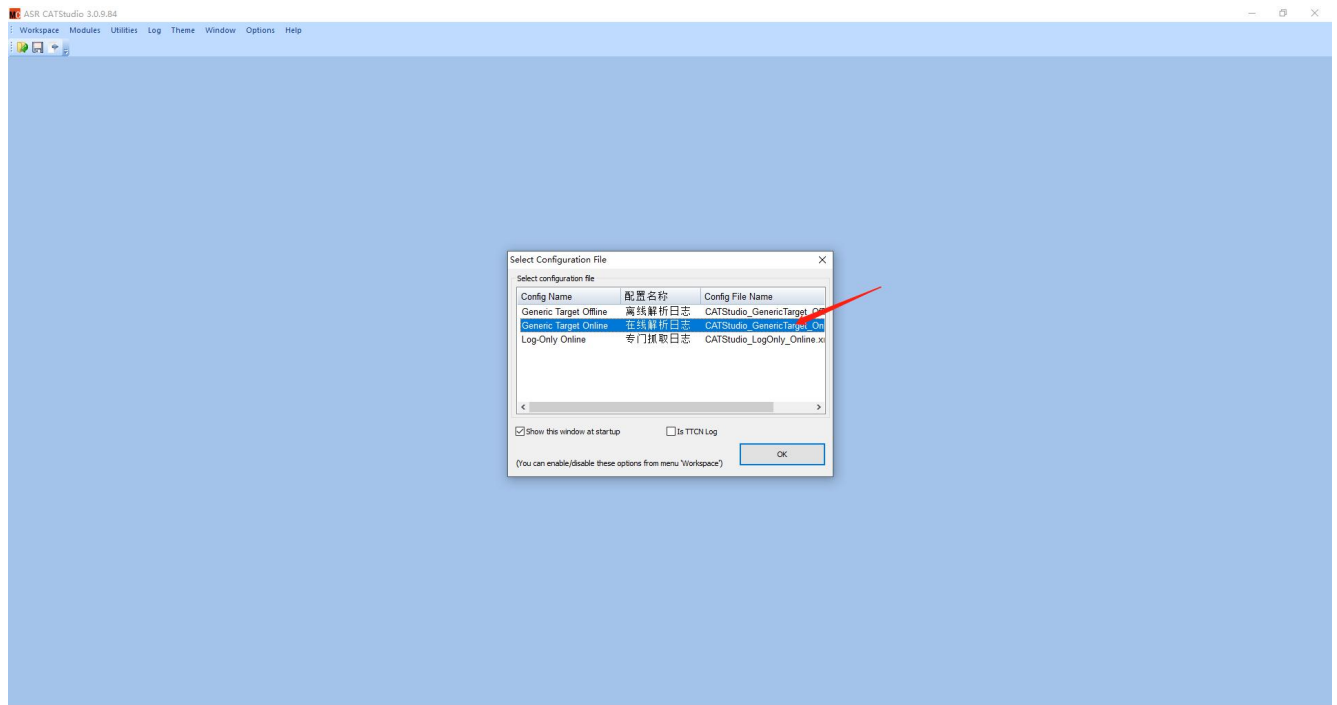 ASR CATStudio 3.0.9.84
Workspace Modules Utilities Log Theme Window Options Help
Select Configuration File
Select configuration file
Config Name 配置名称 Config File Name
Generic Target Offline 离线解析日志 CATStudio_GenericTarget_Off
Generic Target Online 在线解析日志 CATStudio_GenericTarget_On
Log-Only Online 专门抓取日志 CATStudio_LogOnly_Online.x
Show this window at startup Is TTCN Log
OK
(You can enable/disable these options from menu 'Workspace')